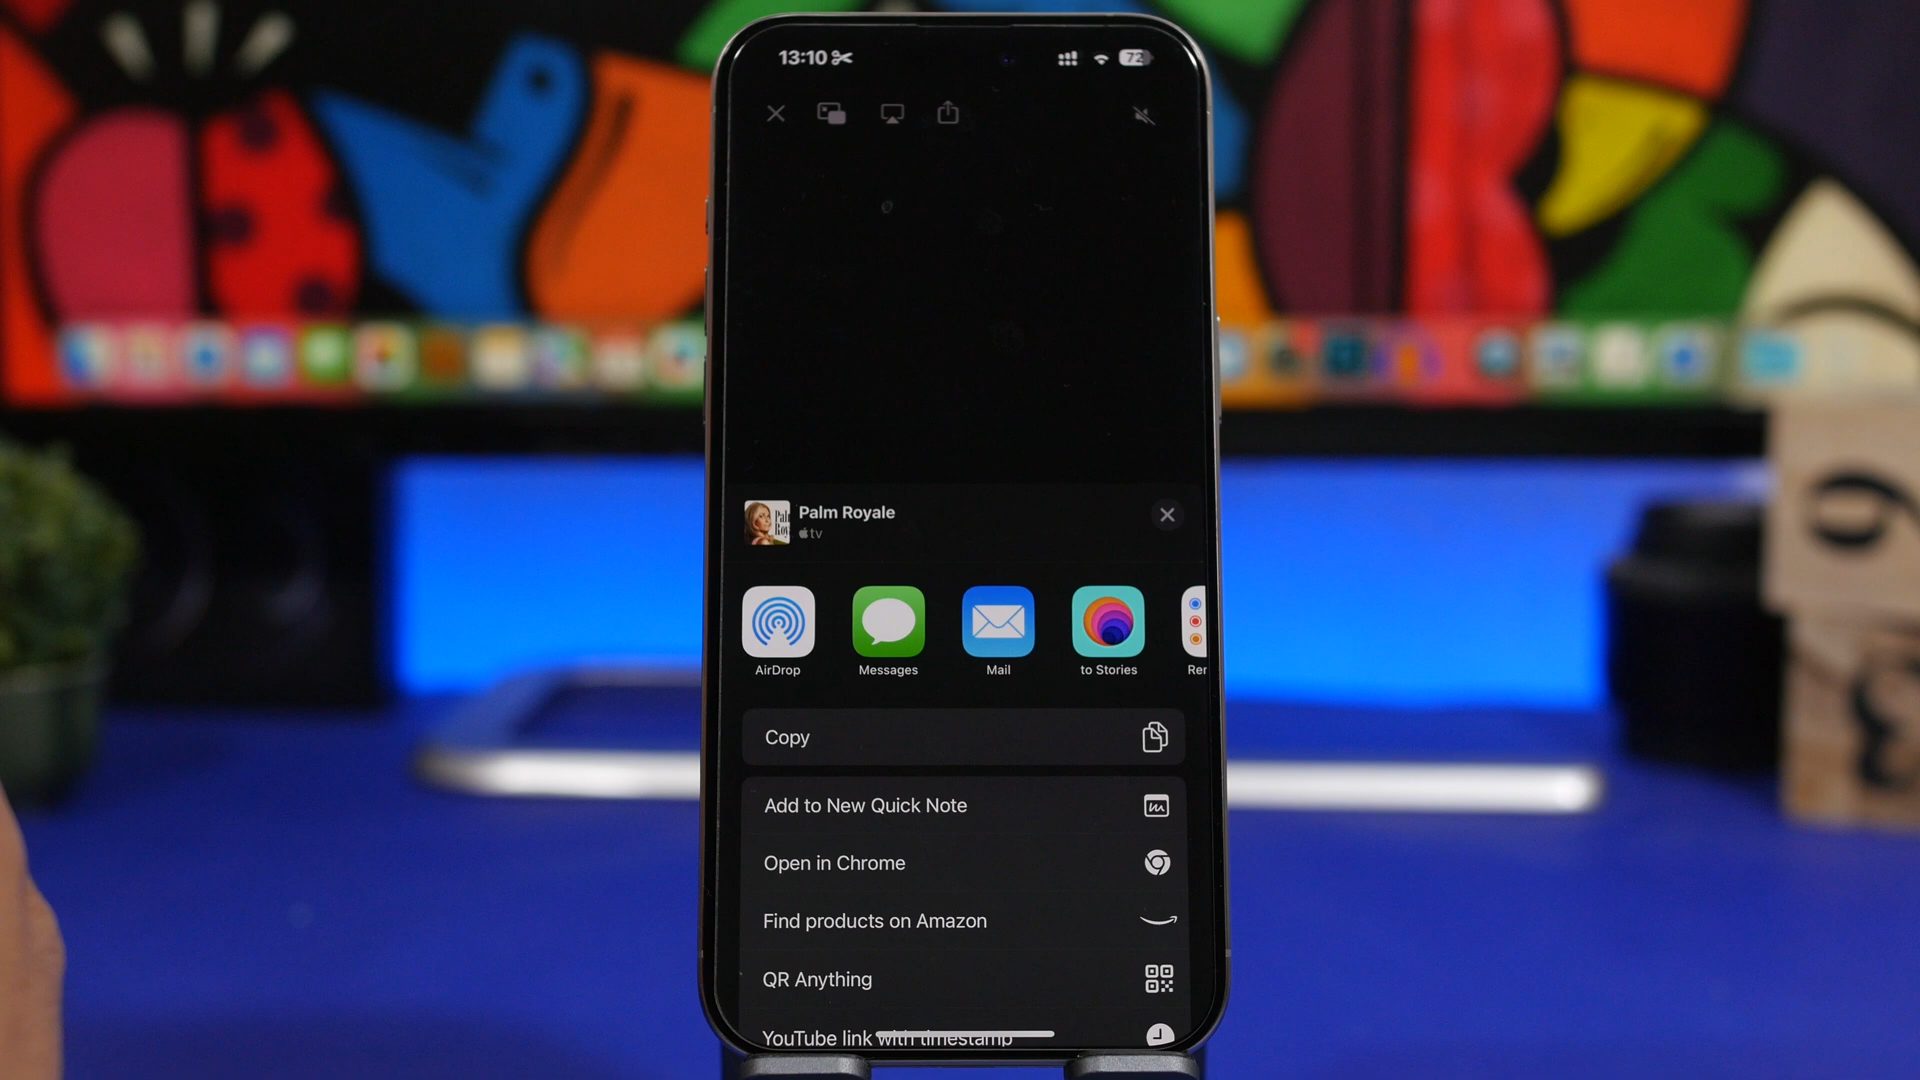 13:10
72
Palm Royale
tv
AirDrop
Messages
Mail
to Stories
Rer
Copy
Add to New Quick Note
Open in Chrome
Find products on Amazon
QR Anything
YouTube link with timestamp